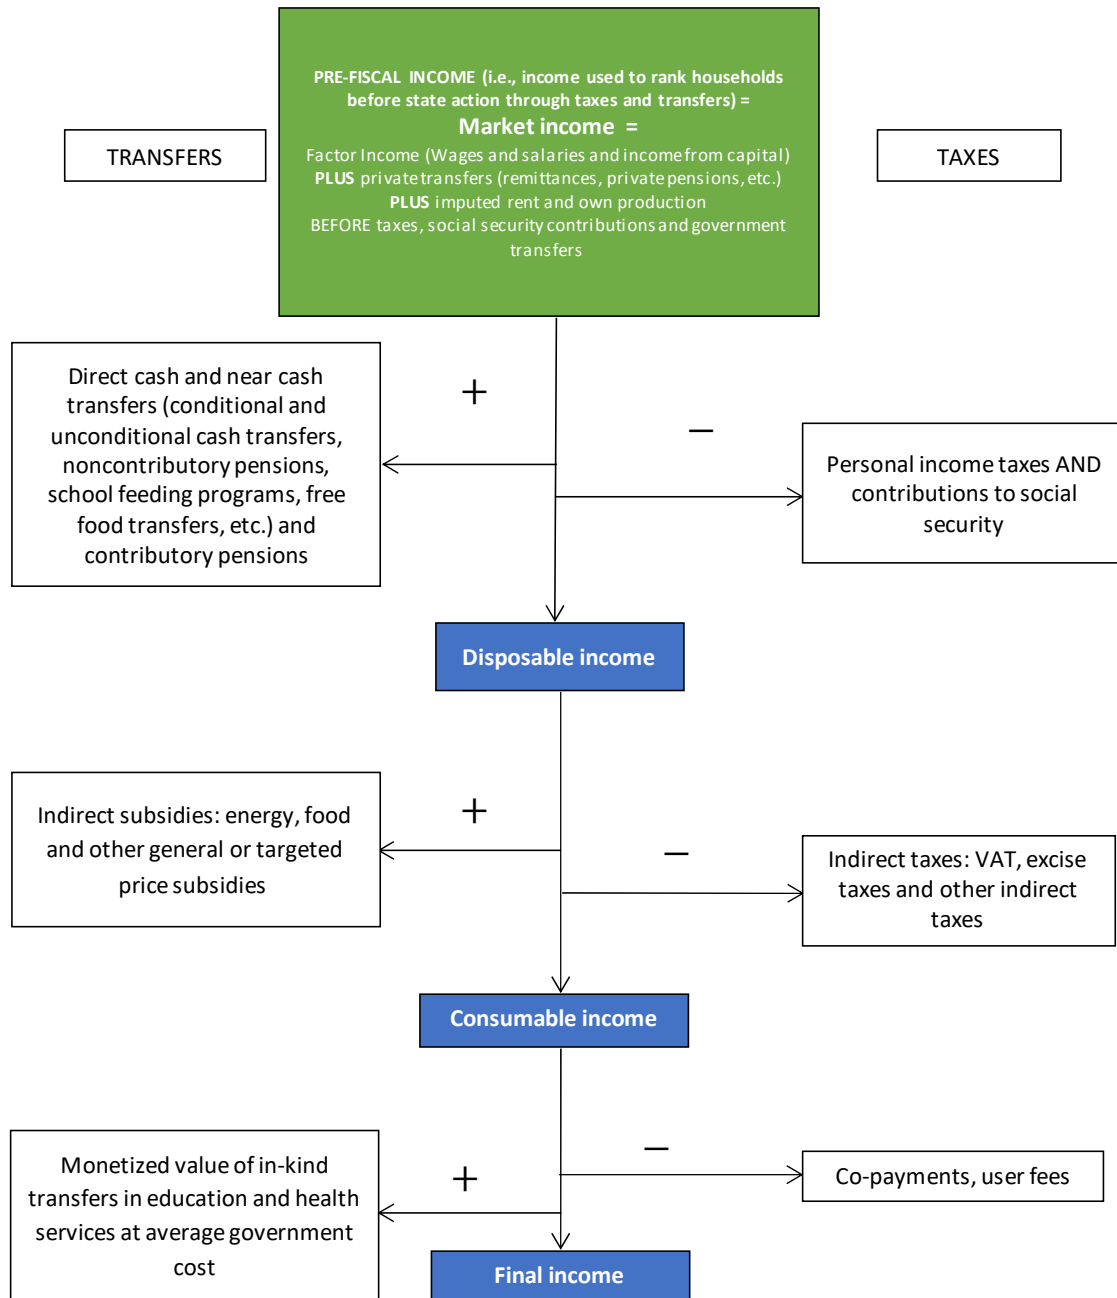 PRE-FISCAL INCOME (i.e., income used to rank households
before state action through taxes and transfers) =
Market income =
Factor Income (Wages and salaries and income from capital)
PLUS private transfers (remittances, private pensions, etc.)
PLUS imputed rent and own production
BEFORE taxes, social security contributions and government
transfers
TRANSFERS
TAXES
Direct cash and near cash
transfers (conditional and
unconditional cash transfers,
noncontributory pensions,
school feeding programs, free
food transfers, etc.) and
contributory pensions
+
−
Personal income taxes AND
contributions to social
security
Disposable income
Indirect subsidies: energy, food
and other general or targeted
price subsidies
+
−
Indirect taxes: VAT, excise
taxes and other indirect
taxes
Consumable income
Monetized value of in-kind
transfers in education and health
services at average government
cost
+
−
Co-payments, user fees
Final income